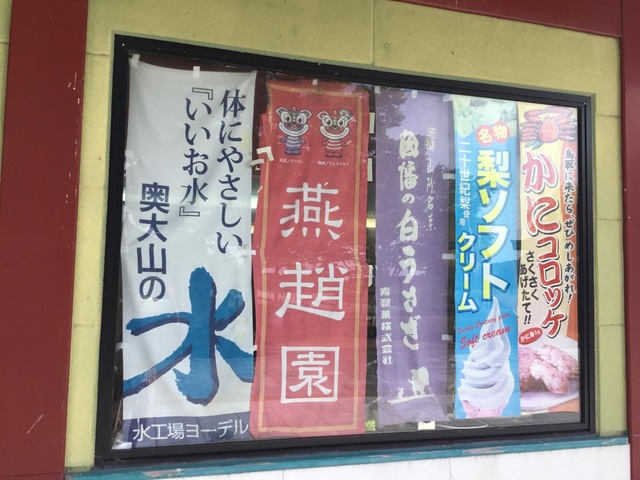 体にやさしい
『いいお水』
奥大山の
水
水工場ヨーデル
燕趙園
山陰名菓
因幡の白うさぎ
寿製菓株式会社
名物
梨ソフト
クリーム
二十世紀梨使用
Soft cream
鳥取に来たら、ぜひめしあがれ!
かにコロッケ
さくさく
あげたて!!